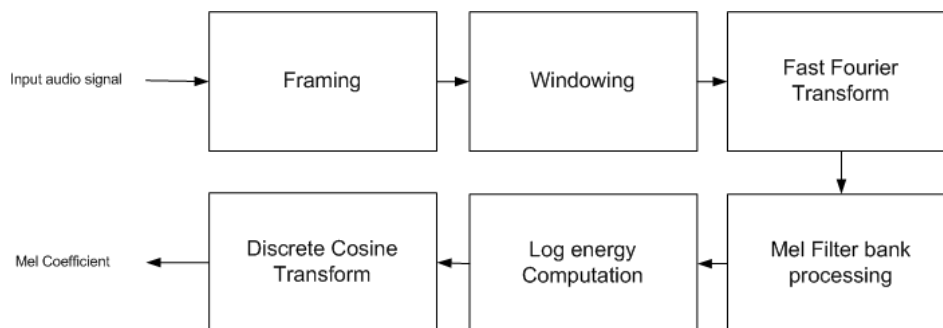 Input audio signal
Framing
Windowing
Fast Fourier
Transform
Mel Filter bank
processing
Log energy
Computation
Discrete Cosine
Transform
Mel Coefficient